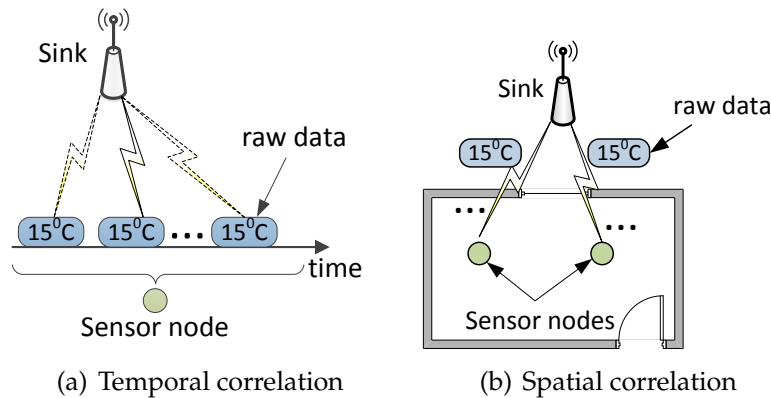 Sink
raw data
15⁰C 15⁰C ... 15⁰C
time
Sensor node
(a) Temporal correlation
Sink
raw data
15⁰C 15⁰C
... ...
Sensor nodes
(b) Spatial correlation